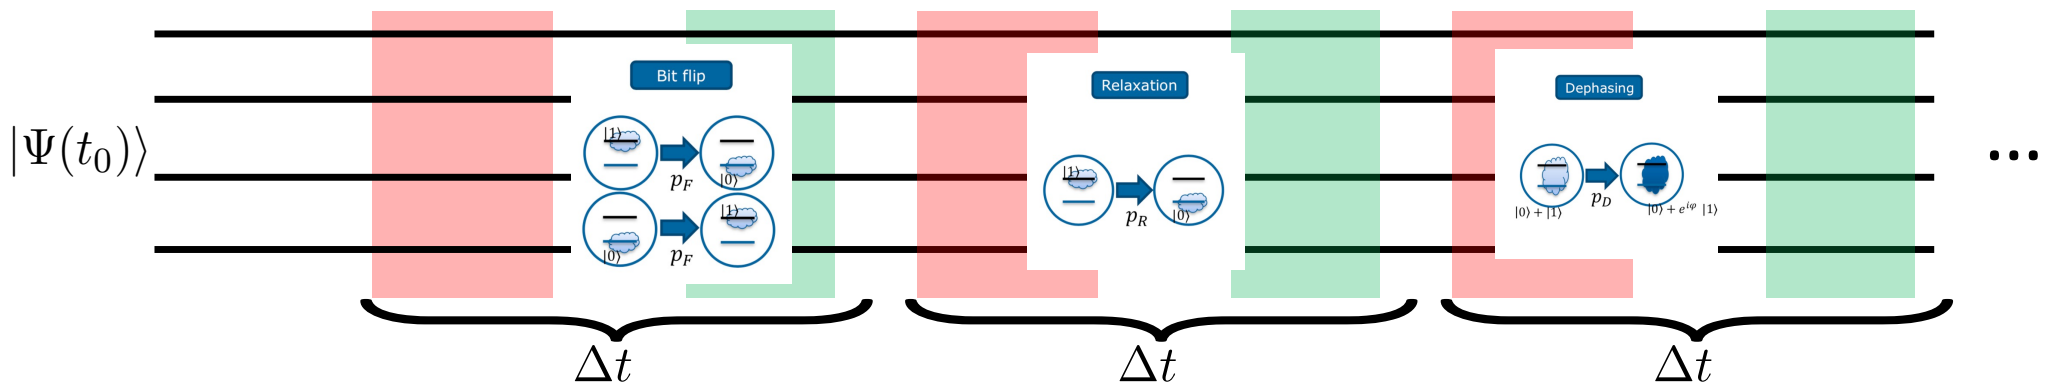 |Ψ(t₀)⟩
Bit flip
|1⟩
p_F
|0⟩
|1⟩
|0⟩
p_F
Relaxation
|1⟩
p_R
|0⟩
Dephasing
p_D
|0⟩ + |1⟩
|0⟩ + e^{iφ} |1⟩
...
Δt
Δt
Δt